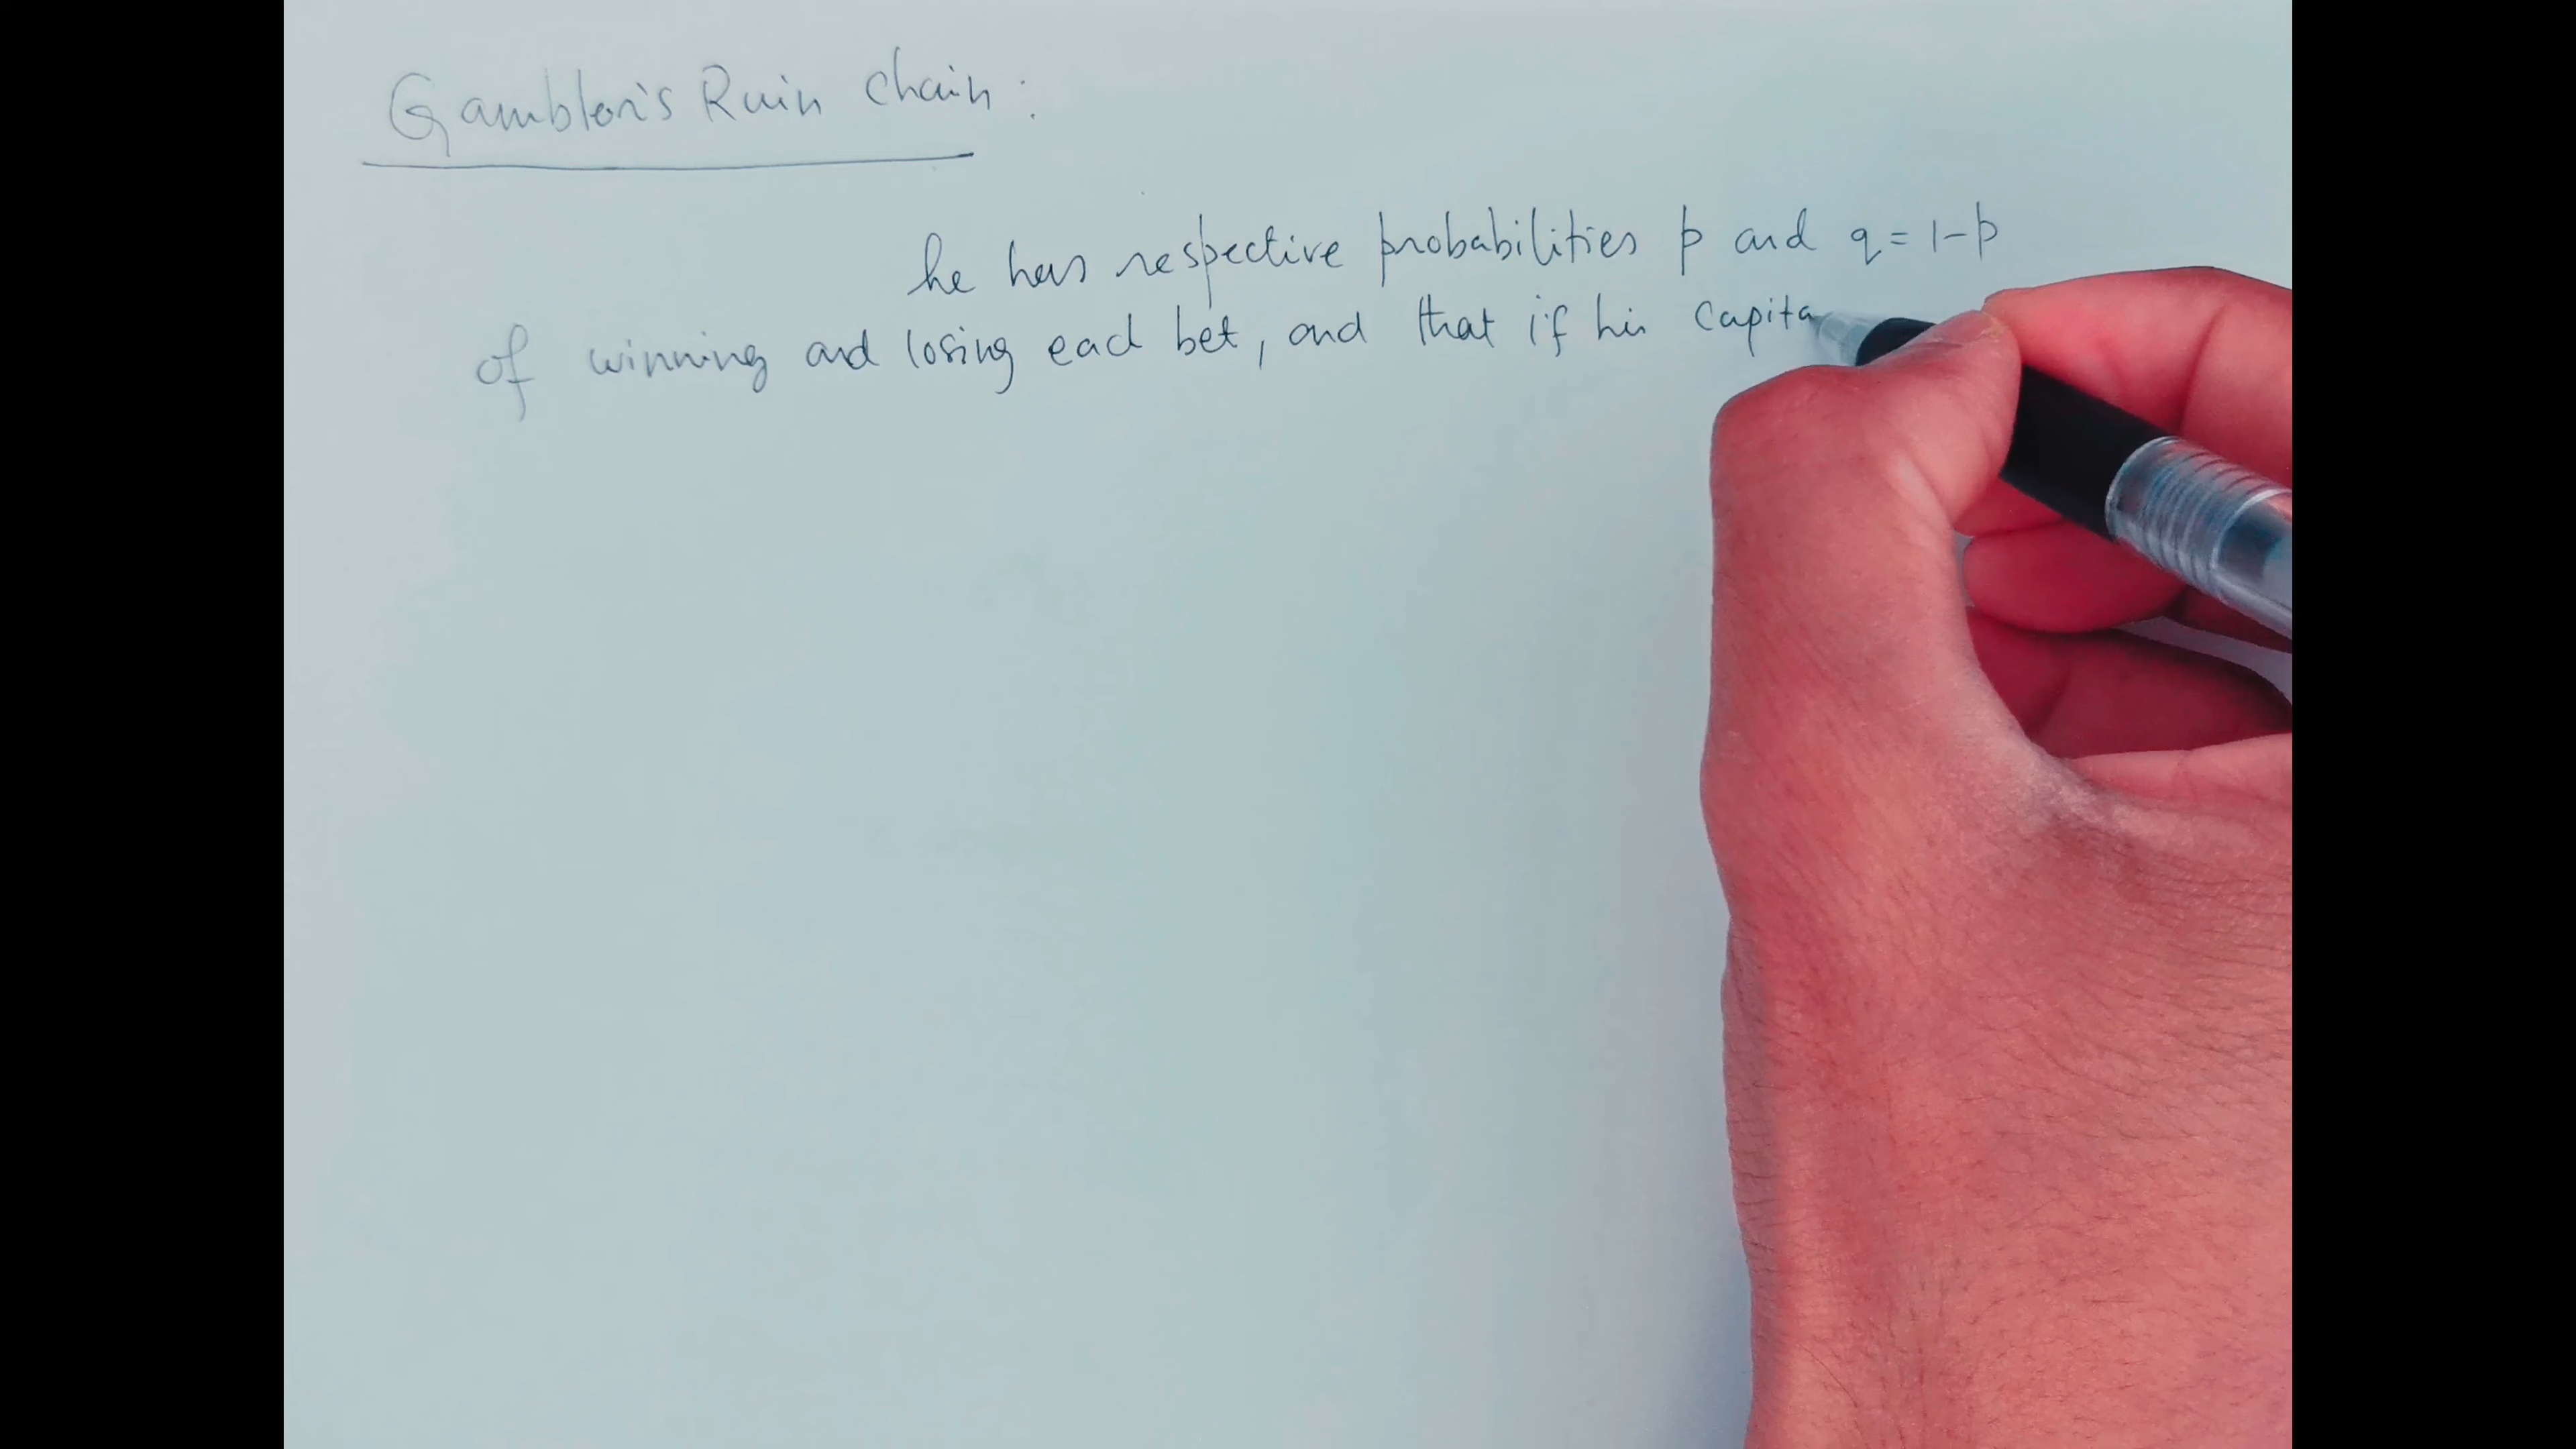 Gambler's Ruin chain:
he has respective probabilities p and q = 1-p
of winning and losing each bet, and that if his capita